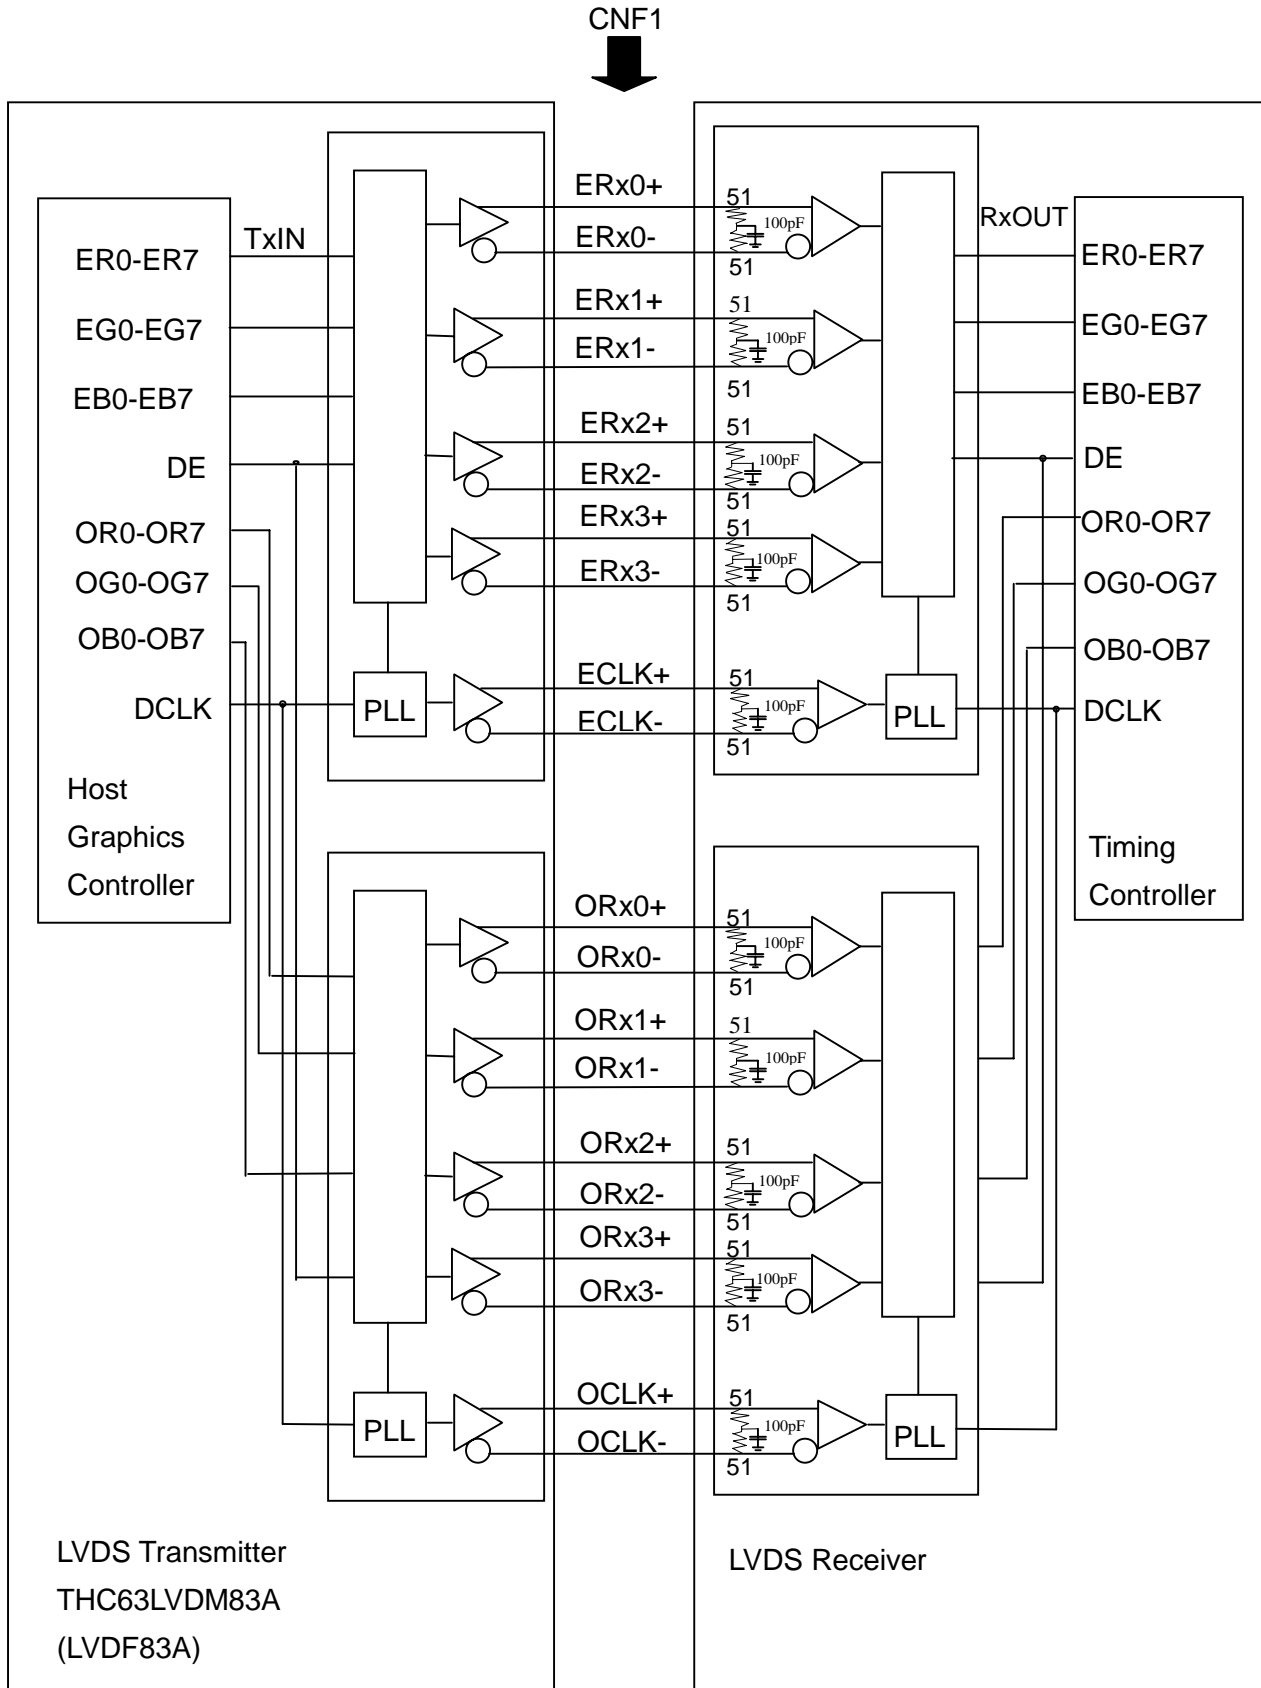 CNF1
TxIN
ER0-ER7
EG0-EG7
EB0-EB7
DE
OR0-OR7
OG0-OG7
OB0-OB7
DCLK
Host
Graphics
Controller
PLL
ERx0+
ERx0-
ERx1+
ERx1-
ERx2+
ERx2-
ERx3+
ERx3-
ECLK+
ECLK-
51
100pF
51
51
100pF
51
51
100pF
51
51
100pF
51
51
100pF
51
PLL
RxOUT
ER0-ER7
EG0-EG7
EB0-EB7
DE
OR0-OR7
OG0-OG7
OB0-OB7
DCLK
Timing
Controller
PLL
ORx0+
ORx0-
ORx1+
ORx1-
ORx2+
ORx2-
ORx3+
ORx3-
OCLK+
OCLK-
51
100pF
51
51
100pF
51
100pF
51
51
51
100pF
51
51
100pF
51
PLL
LVDS Transmitter
THC63LVDM83A
(LVDF83A)
LVDS Receiver